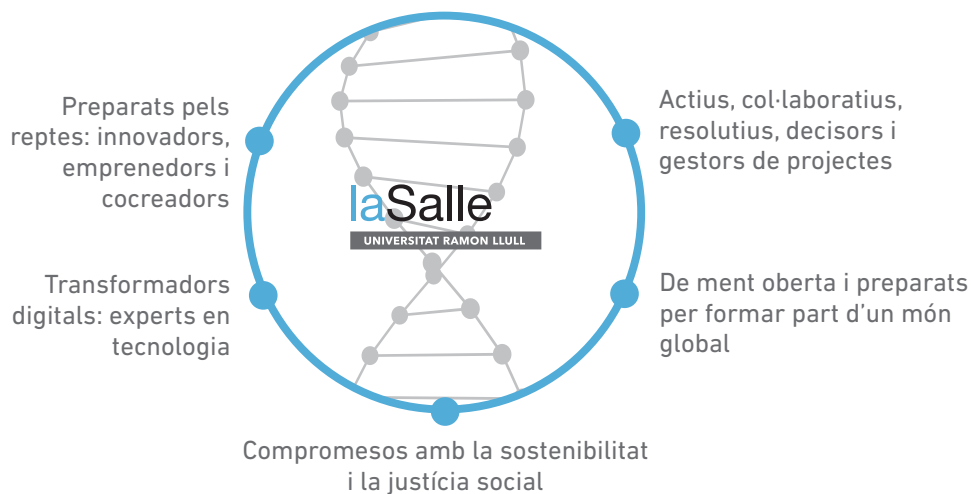 Preparats pels
reptes: innovadors,
emprenedors i
cocreadors
Actius, col·laboratius,
resolutius, decisors i
gestors de projectes
laSalle
UNIVERSITAT RAMON LLULL
Transformadors
digitals: experts en
tecnologia
De ment oberta i preparats
per formar part d’un món
global
Compromesos amb la sostenibilitat
i la justícia social